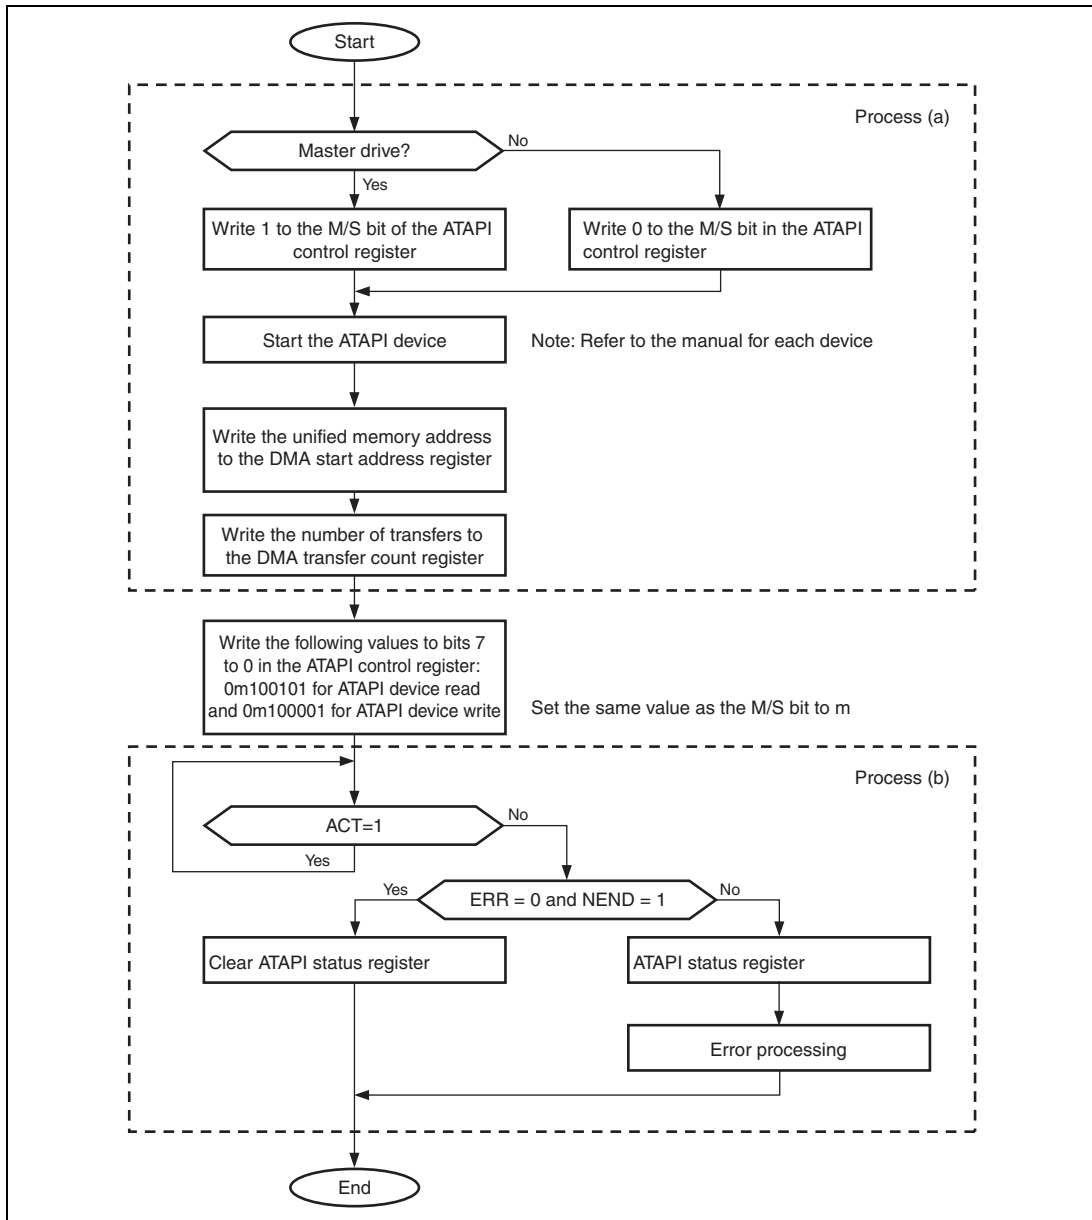 Start
Process (a)
Master drive?
No
Yes
Write 1 to the M/S bit of the ATAPI
control register
Write 0 to the M/S bit in the ATAPI
control register
Start the ATAPI device
Note: Refer to the manual for each device
Write the unified memory address
to the DMA start address register
Write the number of transfers to
the DMA transfer count register
Write the following values to bits 7
to 0 in the ATAPI control register:
0m100101 for ATAPI device read
and 0m100001 for ATAPI device write
Set the same value as the M/S bit to m
Process (b)
ACT=1
No
Yes
ERR = 0 and NEND = 1
Yes
No
Clear ATAPI status register
ATAPI status register
Error processing
End